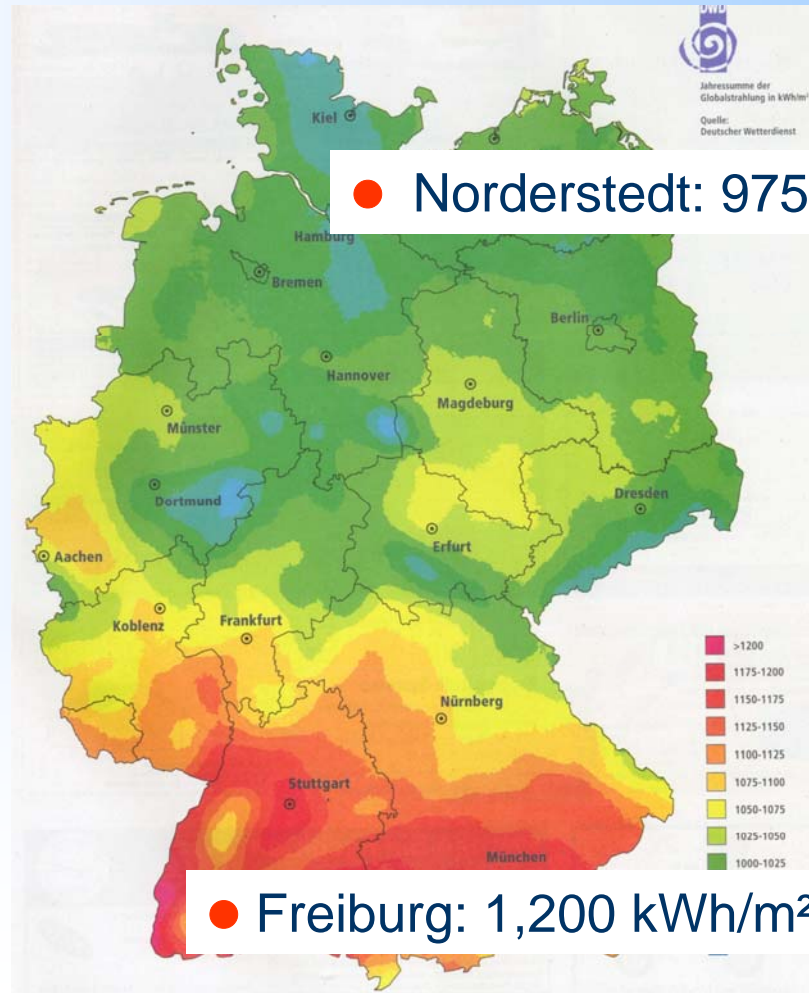 DWD
Jahressumme der
Globalstrahlung in kWh/m²
Quelle:
Deutscher Wetterdienst
Kiel
● Norderstedt: 975
Hamburg
Bremen
Berlin
Hannover
Magdeburg
Münster
Dortmund
Dresden
Erfurt
Aachen
Koblenz
Frankfurt
>1200
1175-1200
1150-1175
Nürnberg
1125-1150
1100-1125
1075-1100
Stuttgart
1050-1075
1025-1050
München
1000-1025
● Freiburg: 1,200 kWh/m²